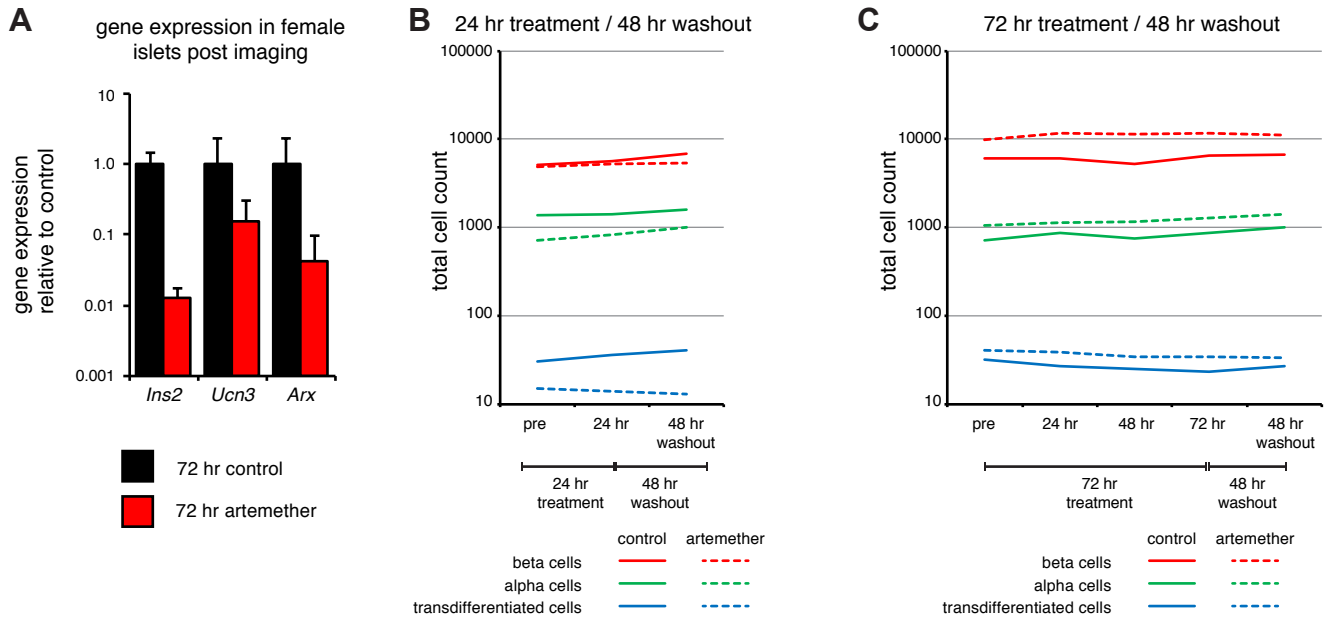 A
gene expression in female
islets post imaging
gene expression
relative to control
10
1.0
0.1
0.01
0.001
Ins2 Ucn3 Arx
72 hr control
72 hr artemether
B
24 hr treatment / 48 hr washout
total cell count
100000
10000
1000
100
10
pre 24 hr 48 hr
washout
24 hr
treatment
48 hr
washout
control artemether
beta cells
alpha cells
transdifferentiated cells
C
72 hr treatment / 48 hr washout
total cell count
100000
10000
1000
100
10
pre 24 hr 48 hr 72 hr 48 hr
washout
72 hr
treatment
48 hr
washout
control artemether
beta cells
alpha cells
transdifferentiated cells